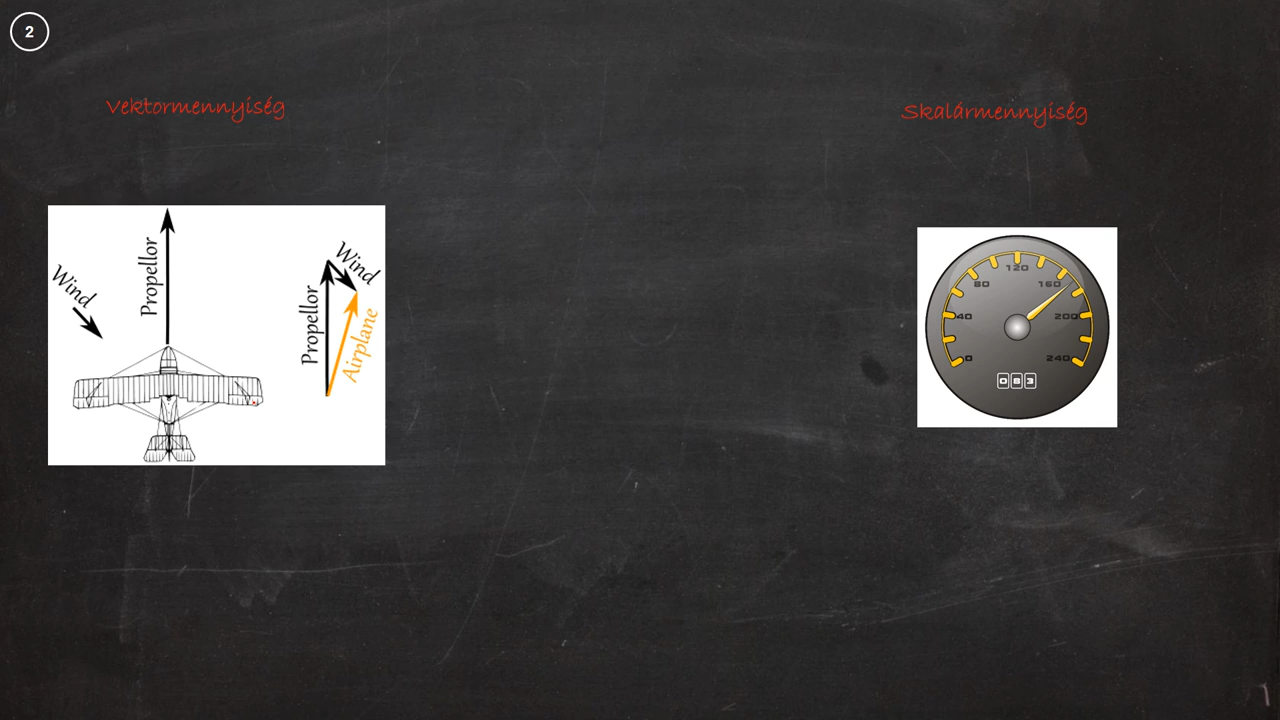 2
Vektormennyiség
Skalármennyiség
Wind
Propellor
Wind
Propellor
Airplane
0
40
80
120
160
200
240
083